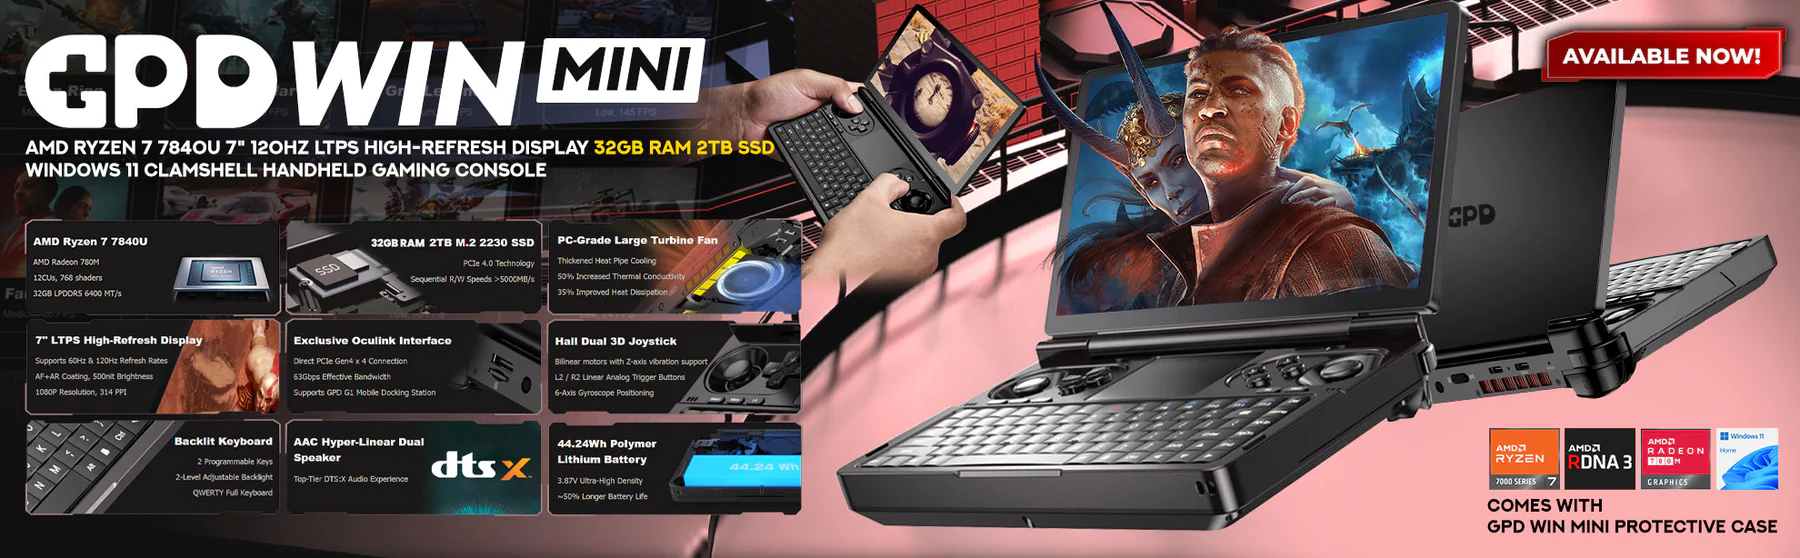 GPD WIN MINI
AMD RYZEN 7 7840U 7" 120HZ LTPS HIGH-REFRESH DISPLAY 32GB RAM 2TB SSD
WINDOWS 11 CLAMSHELL HANDHELD GAMING CONSOLE
AVAILABLE NOW!
AMD Ryzen 7 7840U
AMD Radeon 780M
12CUs, 768 shaders
32GB LPDDR5 6400 MT/s
SSD
32GB RAM 2TB M.2 2230 SSD
PCIe 4.0 Technology
Sequential R/W Speeds >5000MB/s
PC-Grade Large Turbine Fan
Thickened Heat Pipe Cooling
50% Increased Thermal Conductivity
35% Improved Heat Dissipation
7" LTPS High-Refresh Display
Supports 60Hz & 120Hz Refresh Rates
AF+AR Coating, 500nit Brightness
1080P Resolution, 314 PPI
Exclusive Oculink Interface
Direct PCIe Gen4 x 4 Connection
63Gbps Effective Bandwidth
Supports GPD G1 Mobile Docking Station
Hall Dual 3D Joystick
Bilinear motors with Z-axis vibration support
L2 / R2 Linear Analog Trigger Buttons
6-Axis Gyroscope Positioning
Backlit Keyboard
2 Programmable Keys
2-Level Adjustable Backlight
QWERTY Full Keyboard
AAC Hyper-Linear Dual
Speaker
Top-Tier DTS:X Audio Experience
dts X
44.24Wh Polymer
Lithium Battery
3.87V Ultra-High Density
~50% Longer Battery Life
44.24 Wh
GPD
AMD
RYZEN
7000 SERIES 7
AMD
RDNA 3
AMD
RADEON
780M
GRAPHICS
Windows 11
Home
COMES WITH
GPD WIN MINI PROTECTIVE CASE